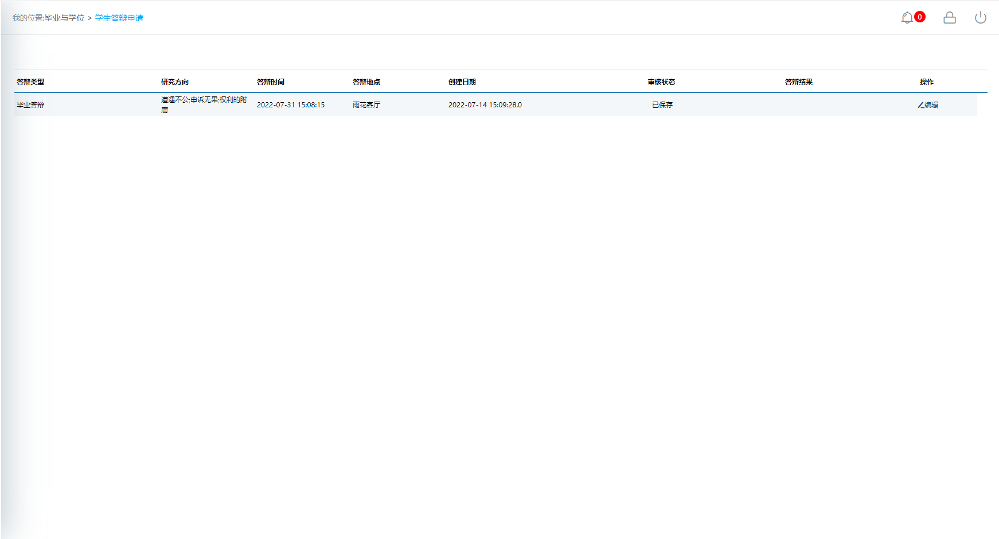 我的位置:毕业与学位 > 学生答辩申请
0
答辩类型 研究方向 答辩时间 答辩地点 创建日期 审核状态 答辩结果 操作
毕业答辩 遭遇不公;申诉无果;权利的附庸 2022-07-31 15:08:15 雨花客厅 2022-07-14 15:09:28.0 已保存 编辑